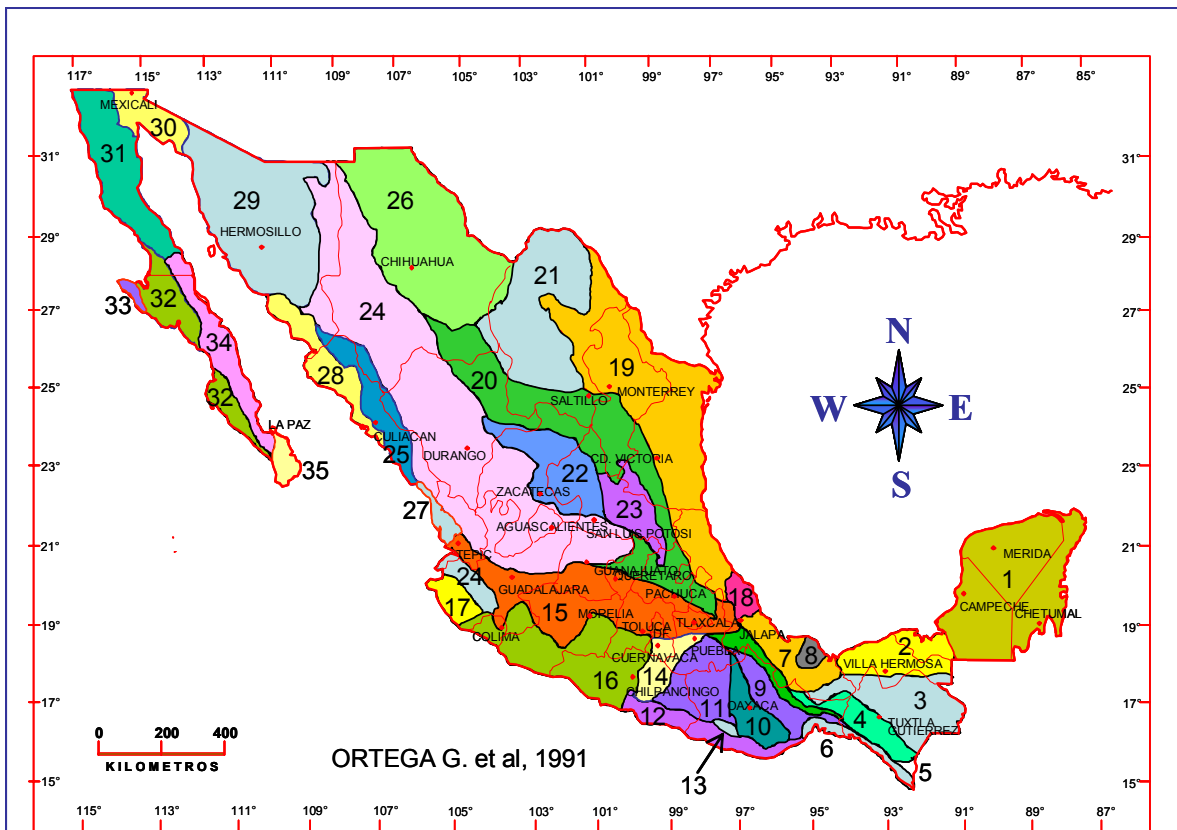 117° 115° 113° 111° 109° 107° 105° 103° 101° 99° 97° 95° 93° 91° 89° 87° 85°
MEXICALI
30
31
31° 31°
29 26
HERMOSILLO
29° 29°
CHIHUAHUA
21
33 32
27° 27°
24
N
34 19
28 20
MONTERREY
25° 25°
32
SALTILLO
W E
LA PAZ
CULIACAN
25 DURANGO
CD. VICTORIA
35
23° 23°
22
ZACATECAS
S
27 23
AGUASCALIENTES
SAN LUIS POTOSI
21° 21°
TEPIC
MERIDA
24
GUANAJUATO
QUERETARO
1
GUADALAJARA
PACHUCA
18
CAMPECHE
17 15
MORELIA
CHETUMAL
TOLUCA
TLAXCALA
19° 19°
COLIMA
DF
JALAPA
PUEBLA
7 8 2
CUERNAVACA
VILLA HERMOSA
16 14
9
CHILPANCINGO
3
17° 17°
12 11
OAXACA
10 4
TUXTLA
GUTIERREZ
6
0 200 400
KILOMETROS
ORTEGA G. et al, 1991
13
5
15° 15°
115° 113° 111° 109° 107° 105° 103° 101° 99° 97° 95° 93° 91° 89° 87°